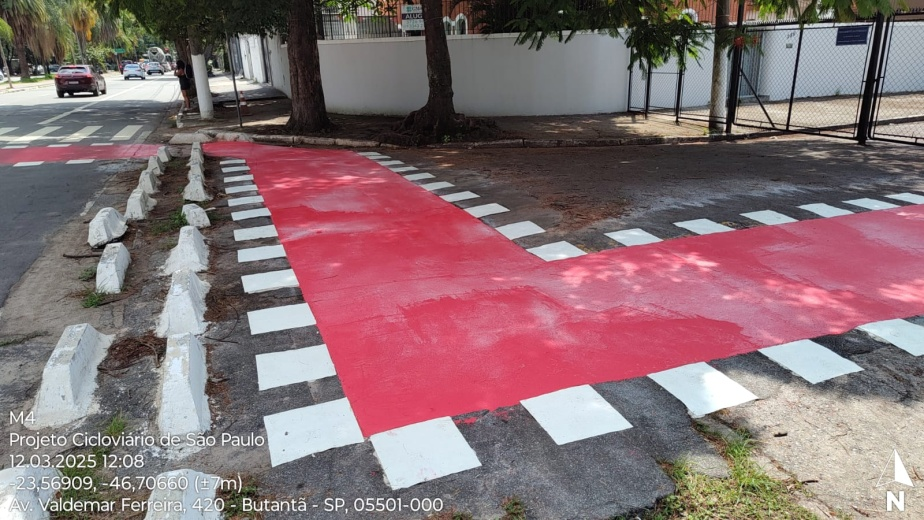 ALUGA
M4
Projeto Cicloviário de São Paulo
12.03.2025 12:08
-23,56909, -46,70660 (±7m)
Av. Valdemar Ferreira, 420 - Butantã - SP, 05501-000
N